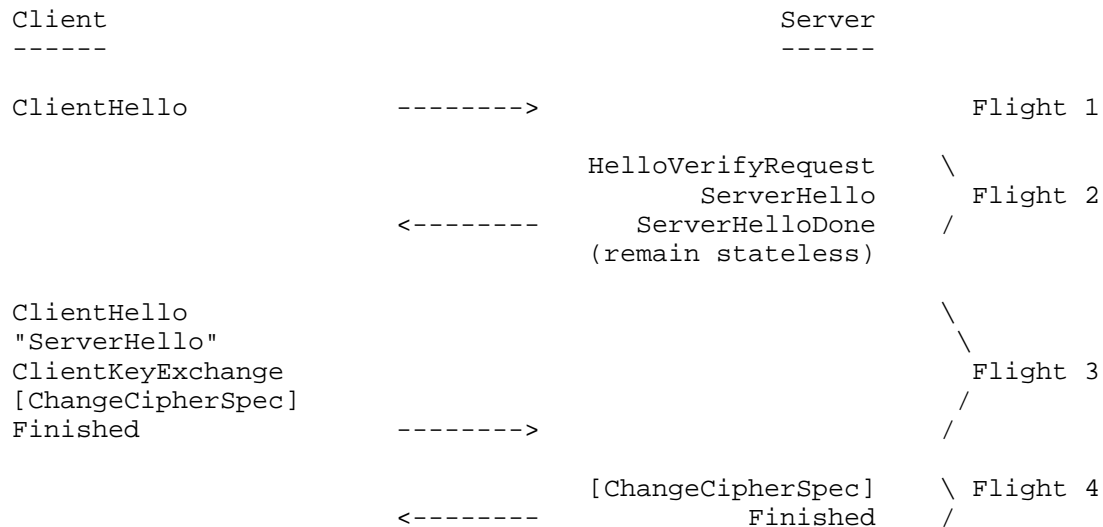 Client                                          Server
------                                          ------

ClientHello             -------->                           Flight 1

                                    HelloVerifyRequest    \
                                           ServerHello      Flight 2
                        <--------      ServerHelloDone    /
                                    (remain stateless)

ClientHello                                               \
"ServerHello"                                              \
ClientKeyExchange                                           Flight 3
[ChangeCipherSpec]                                         /
Finished                -------->                         /

                                    [ChangeCipherSpec]    \ Flight 4
                        <--------             Finished    /